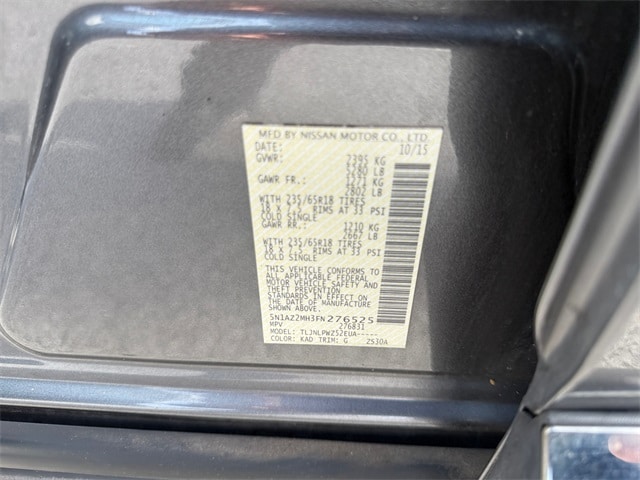 MFD BY NISSAN MOTOR CO., LTD.
DATE: 10/15
GVWR: 2395 KG
5280 LB
GAWR FR.: 1271 KG
2802 LB
WITH 235/65R18 TIRES
18 x 7.5 RIMS AT 33 PSI
COLD SINGLE
GAWR RR.: 1210 KG
2667 LB
WITH 235/65R18 TIRES
18 x 7.5 RIMS AT 33 PSI
COLD SINGLE
THIS VEHICLE CONFORMS TO
ALL APPLICABLE FEDERAL
MOTOR VEHICLE SAFETY AND
THEFT PREVENTION
STANDARDS IN EFFECT ON
THE DATE OF MANUFACTURE
SHOWN ABOVE.
5N1AZ2MH3FN276525
MPV 276831
MODEL: TLJNLPWZ52EUA-----
COLOR: KAD TRIM: G 2S30A